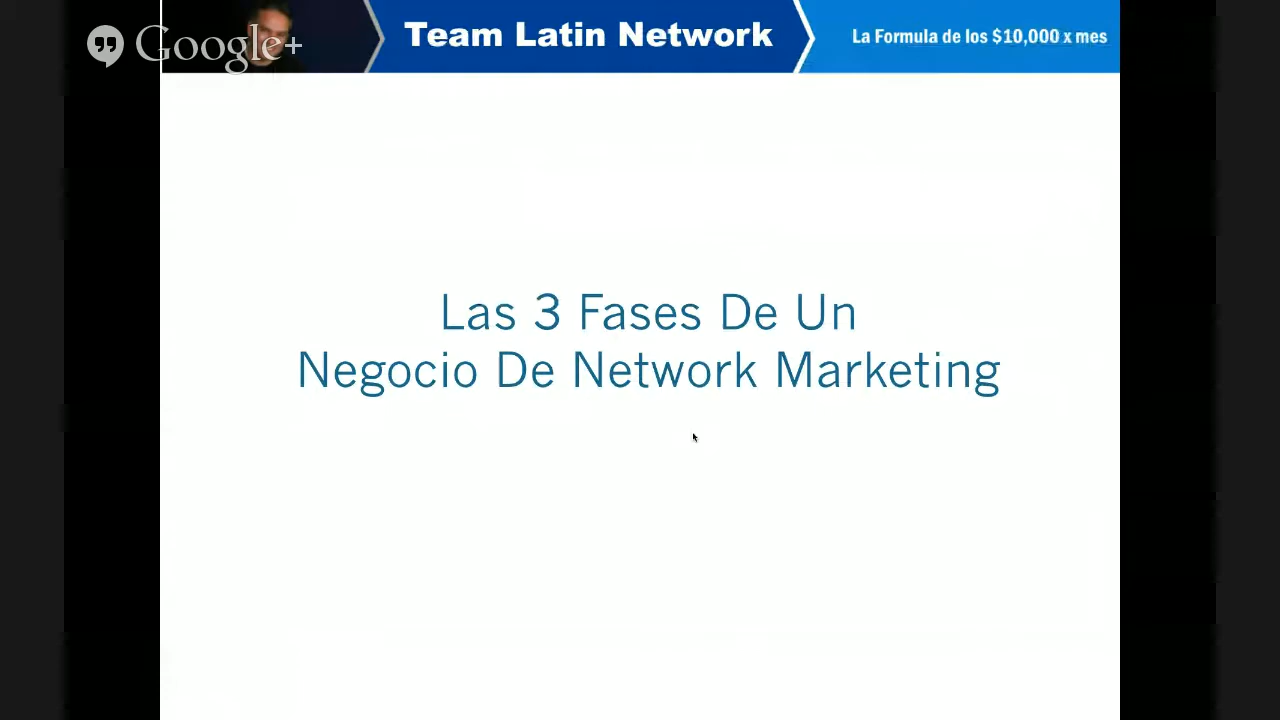 Google+
Team Latin Network
La Formula de los $10,000 x mes
Las 3 Fases De Un
Negocio De Network Marketing